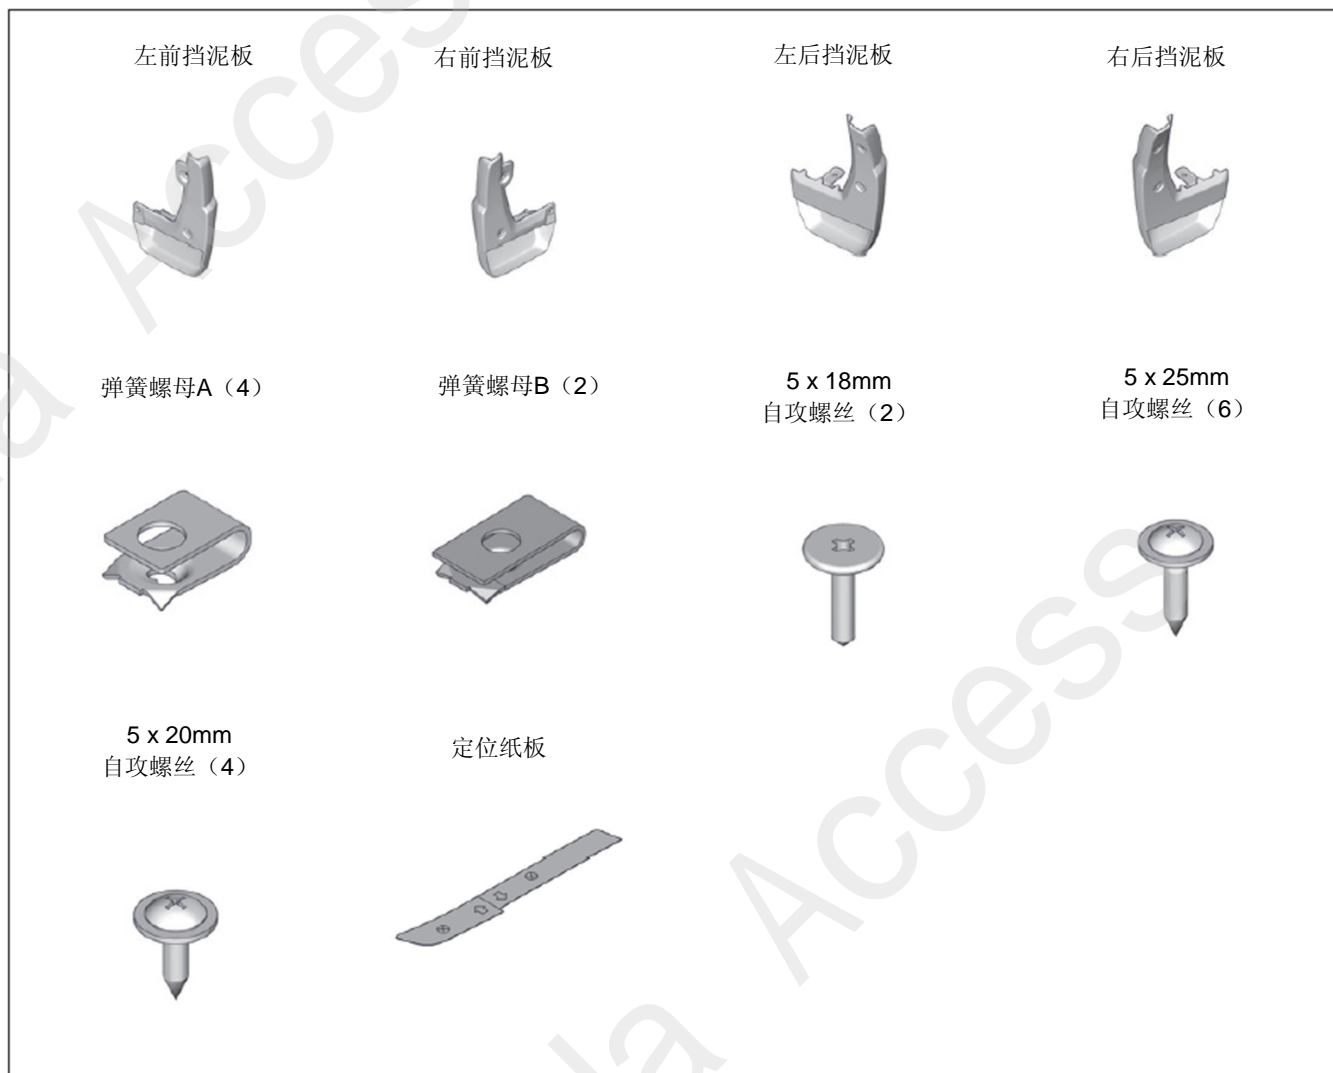 左前挡泥板
右前挡泥板
左后挡泥板
右后挡泥板
弹簧螺母A（4）
弹簧螺母B（2）
5 x 18mm
自攻螺丝（2）
5 x 25mm
自攻螺丝（6）
5 x 20mm
自攻螺丝（4）
定位纸板
Access
Access